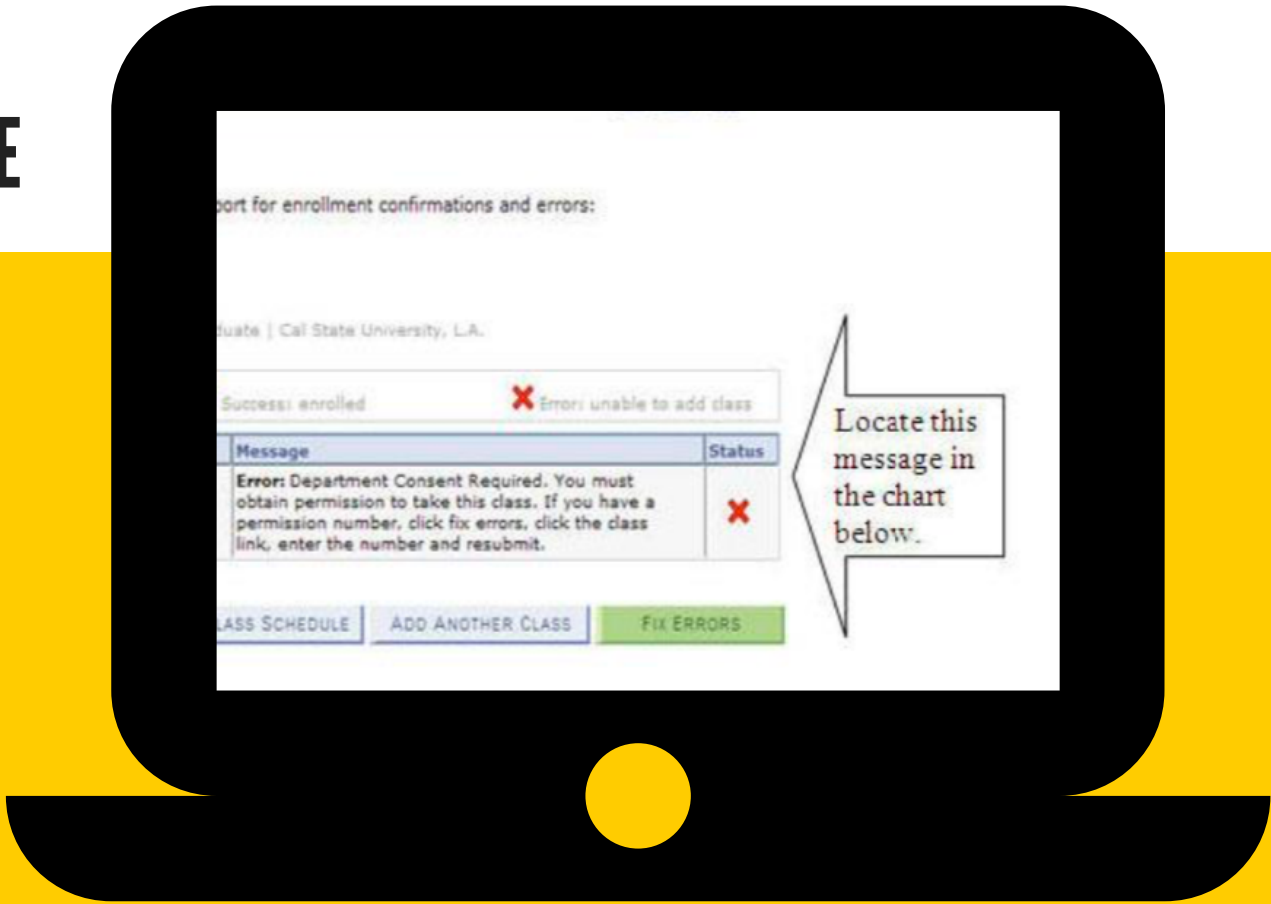 E
port for enrollment confirmations and errors:
duate | Cal State University, L.A.
Success: enrolled
Error: unable to add class
Message
Status
Error: Department Consent Required. You must
obtain permission to take this class. If you have a
permission number, click fix errors, click the class
link, enter the number and resubmit.
Locate this
message in
the chart
below.
LASS SCHEDULE
ADD ANOTHER CLASS
FIX ERRORS